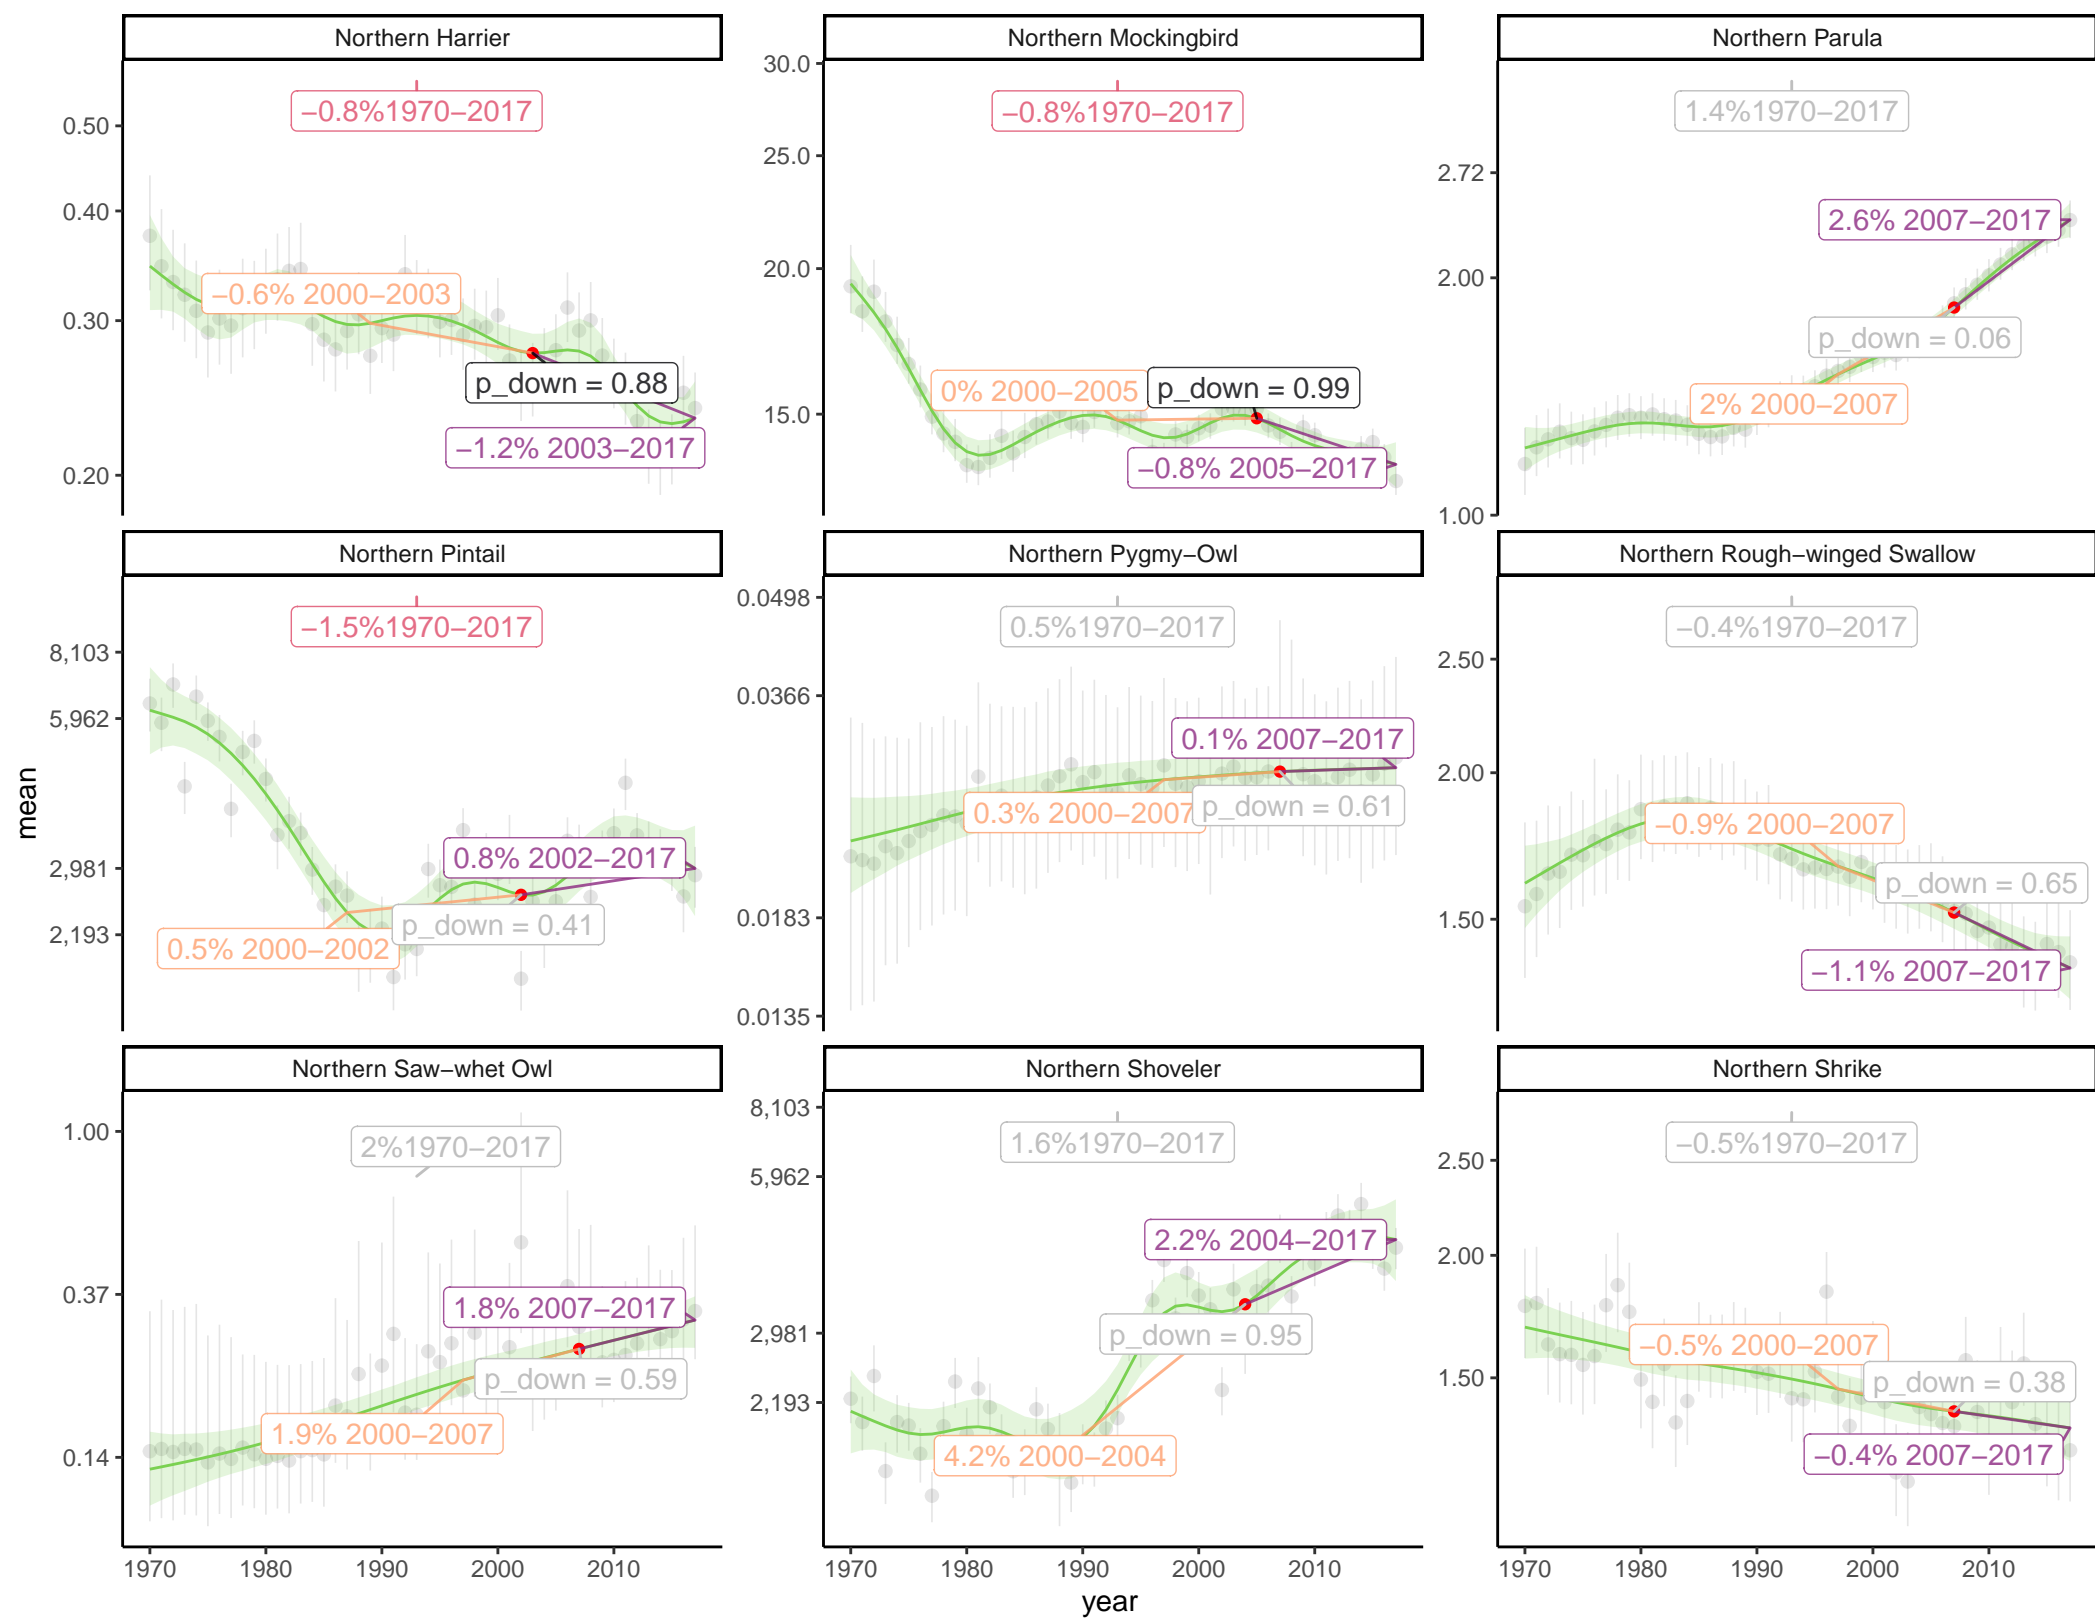 Northern Harrier
Northern Mockingbird
Northern Parula
0.50
0.40
0.30
0.20
−0.8%1970−2017
−0.6% 2000−2003
p_down = 0.88
−1.2% 2003−2017
30.0
25.0
20.0
15.0
−0.8%1970−2017
0% 2000−2005
p_down = 0.99
−0.8% 2005−2017
2.72
2.00
1.00
1.4%1970−2017
2.6% 2007−2017
p_down = 0.06
2% 2000−2007
Northern Pintail
Northern Pygmy−Owl
Northern Rough−winged Swallow
mean
8,103
5,962
2,981
2,193
−1.5%1970−2017
0.8% 2002−2017
p_down = 0.41
0.5% 2000−2002
0.0498
0.0366
0.0183
0.0135
0.5%1970−2017
0.1% 2007−2017
0.3% 2000−2007
p_down = 0.61
2.50
2.00
1.50
−0.4%1970−2017
−0.9% 2000−2007
p_down = 0.65
−1.1% 2007−2017
Northern Saw−whet Owl
Northern Shoveler
Northern Shrike
1.00
0.37
0.14
2%1970−2017
1.8% 2007−2017
p_down = 0.59
1.9% 2000−2007
8,103
5,962
2,981
2,193
1.6%1970−2017
2.2% 2004−2017
p_down = 0.95
4.2% 2000−2004
2.50
2.00
1.50
−0.5%1970−2017
−0.5% 2000−2007
p_down = 0.38
−0.4% 2007−2017
1970 1980 1990 2000 2010
1970 1980 1990 2000 2010
1970 1980 1990 2000 2010
year